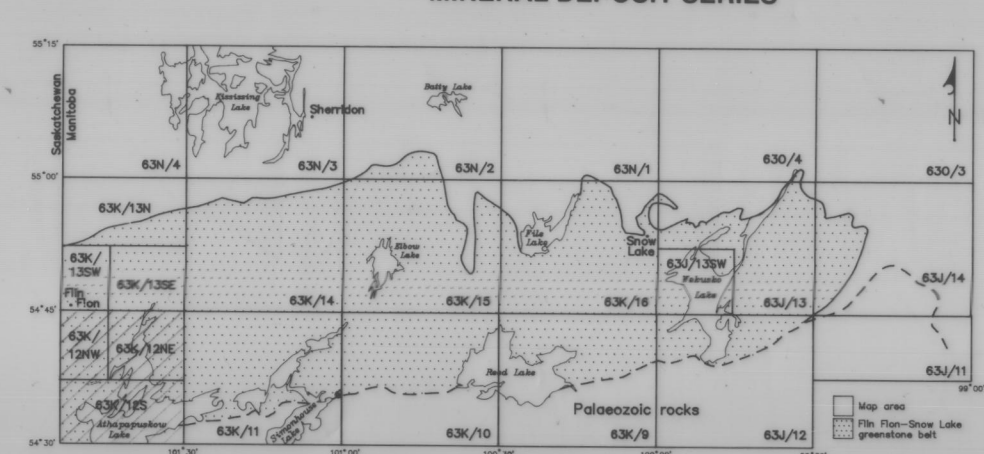 MINERAL DEPOSIT SERIES
55°15'
Saskatchewan
Manitoba
Kississing
Lake
Sherridon
Batty Lake
N
63N/4
63N/3
63N/2
63N/1
63O/4
63O/3
55°00'
63K/13N
File
Lake
Elbow
Lake
Snow
Lake
63K/
13SW
63K/13SE
63J/13SW
Wekusko
Lake
63J/14
Flin
Flon
63K/14
63K/15
63K/16
63J/13
54°45'
63K/
12NW
63K/12NE
Reed Lake
63J/11
99°00'
63K/12S
Athapapuskow
Lake
Simonhouse
Lake
Palaeozoic rocks
Map area
Flin Flon-Snow Lake
greenstone belt
63K/11
63K/10
63K/9
63J/12
54°30'
101°30'
101°00'